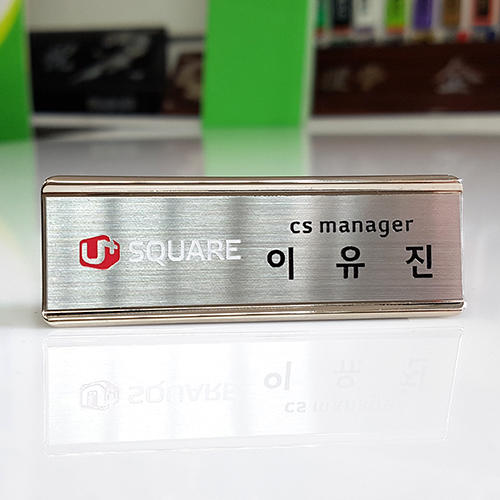 U+ SQUARE
cs manager
이 유 진